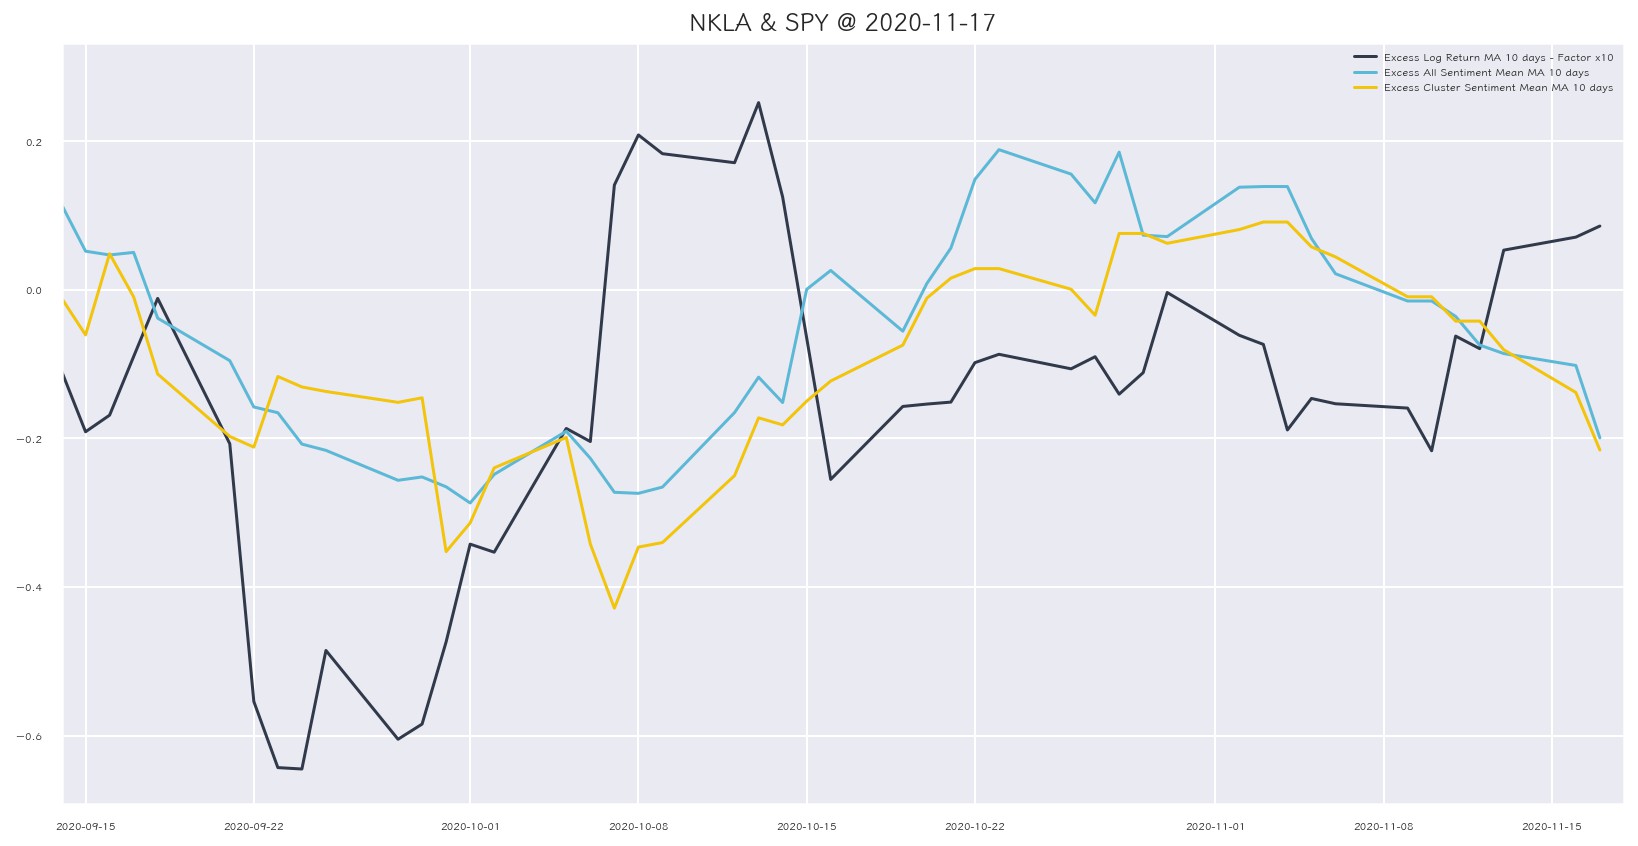 NKLA & SPY @ 2020-11-17
Excess Log Return MA 10 days - Factor x10
Excess All Sentiment Mean MA 10 days
Excess Cluster Sentiment Mean MA 10 days
0.2
0.0
−0.2
−0.4
−0.6
2020-09-15 2020-09-22 2020-10-01 2020-10-08 2020-10-15 2020-10-22 2020-11-01 2020-11-08 2020-11-15